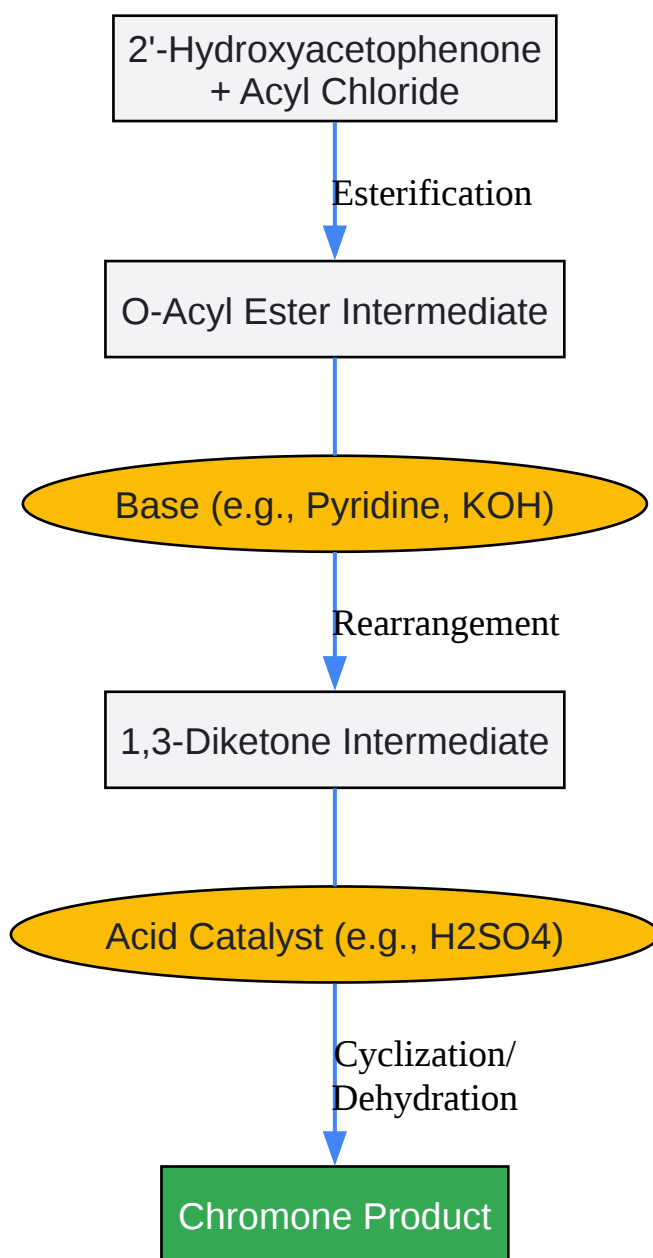 2'-Hydroxyacetophenone
+ Acyl Chloride
Esterification
O-Acyl Ester Intermediate
Base (e.g., Pyridine, KOH)
Rearrangement
1,3-Diketone Intermediate
Acid Catalyst (e.g., H2SO4)
Cyclization/
Dehydration
Chromone Product